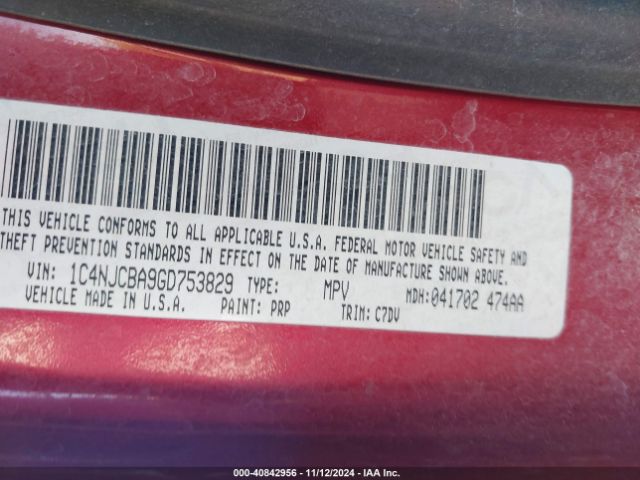 THIS VEHICLE CONFORMS TO ALL APPLICABLE U.S.A. FEDERAL MOTOR VEHICLE SAFETY AND
THEFT PREVENTION STANDARDS IN EFFECT ON THE DATE OF MANUFACTURE SHOWN ABOVE.
VIN: 1C4NJCBA9GD753829 TYPE: MPV MDH:041702 474AA
VEHICLE MADE IN U.S.A. PAINT: PRP TRIM: C7DV
000-40842956 - 11/12/2024 - IAA Inc.